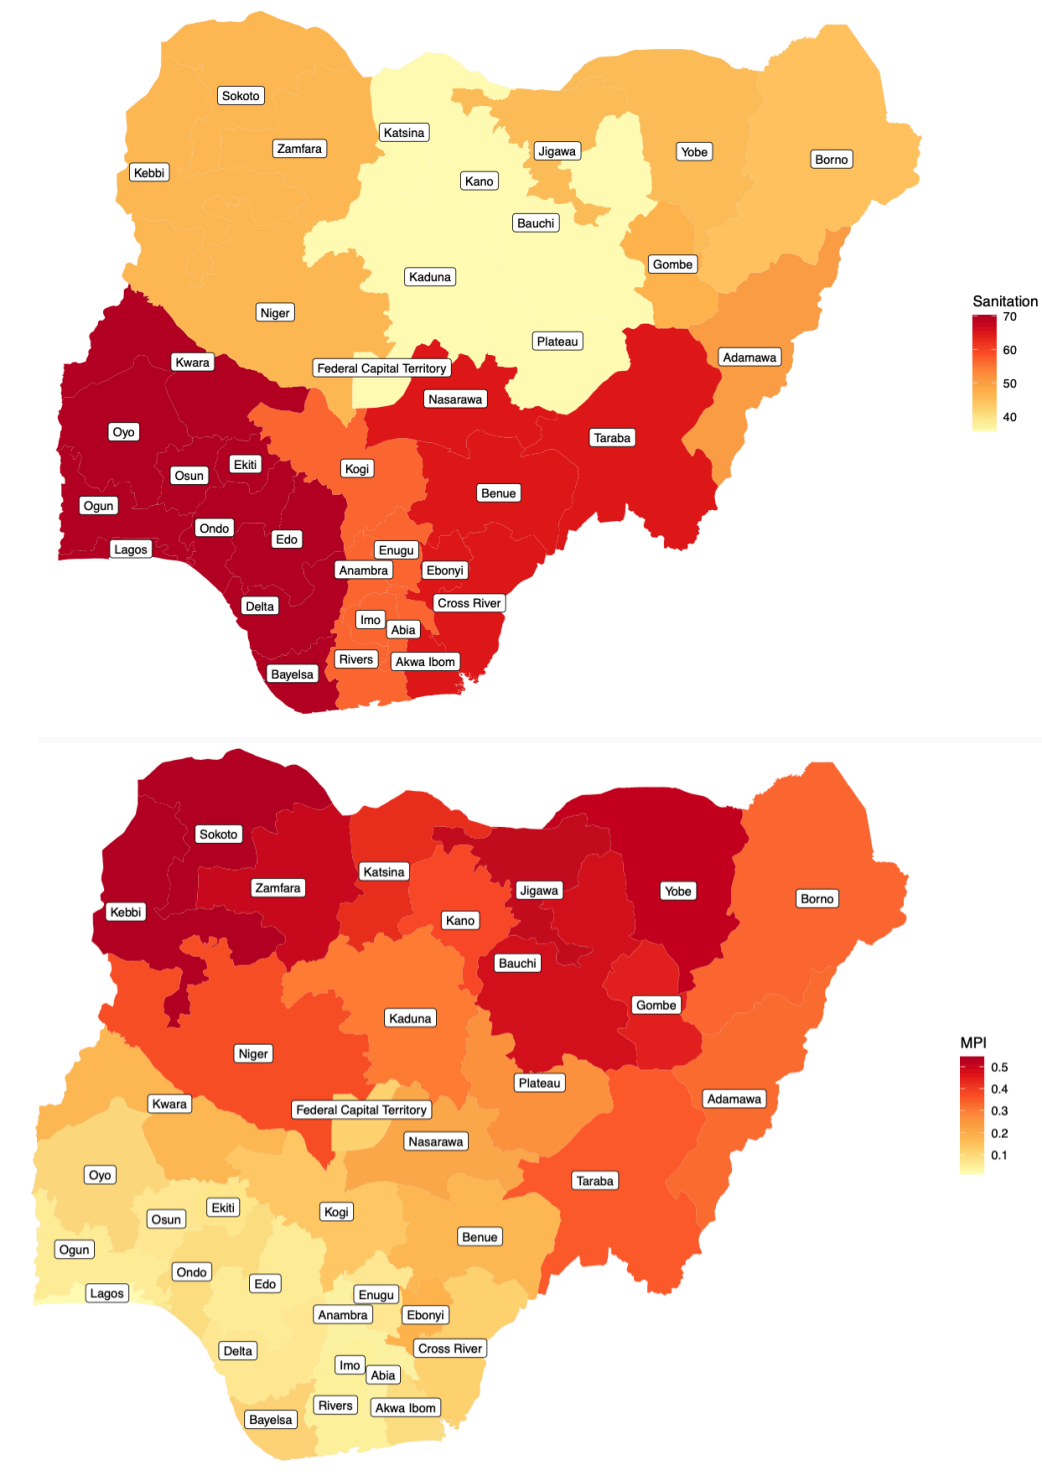 Sokoto
Katsina
Zamfara
Jigawa
Yobe
Borno
Kebbi
Kano
Bauchi
Gombe
Kaduna
Niger
Plateau
Adamawa
Kwara
Federal Capital Territory
Nasarawa
Oyo
Taraba
Ekiti
Kogi
Osun
Benue
Ogun
Ondo
Edo
Lagos
Enugu
Anambra
Ebonyi
Delta
Cross River
Imo
Abia
Rivers
Akwa Ibom
Bayelsa
Sanitation
70
60
50
40
Sokoto
Katsina
Zamfara
Jigawa
Yobe
Borno
Kebbi
Kano
Bauchi
Gombe
Kaduna
Niger
Plateau
Adamawa
Kwara
Federal Capital Territory
Nasarawa
Oyo
Taraba
Ekiti
Kogi
Osun
Benue
Ogun
Ondo
Edo
Lagos
Enugu
Anambra
Ebonyi
Delta
Cross River
Imo
Abia
Rivers
Akwa Ibom
Bayelsa
MPI
0.5
0.4
0.3
0.2
0.1